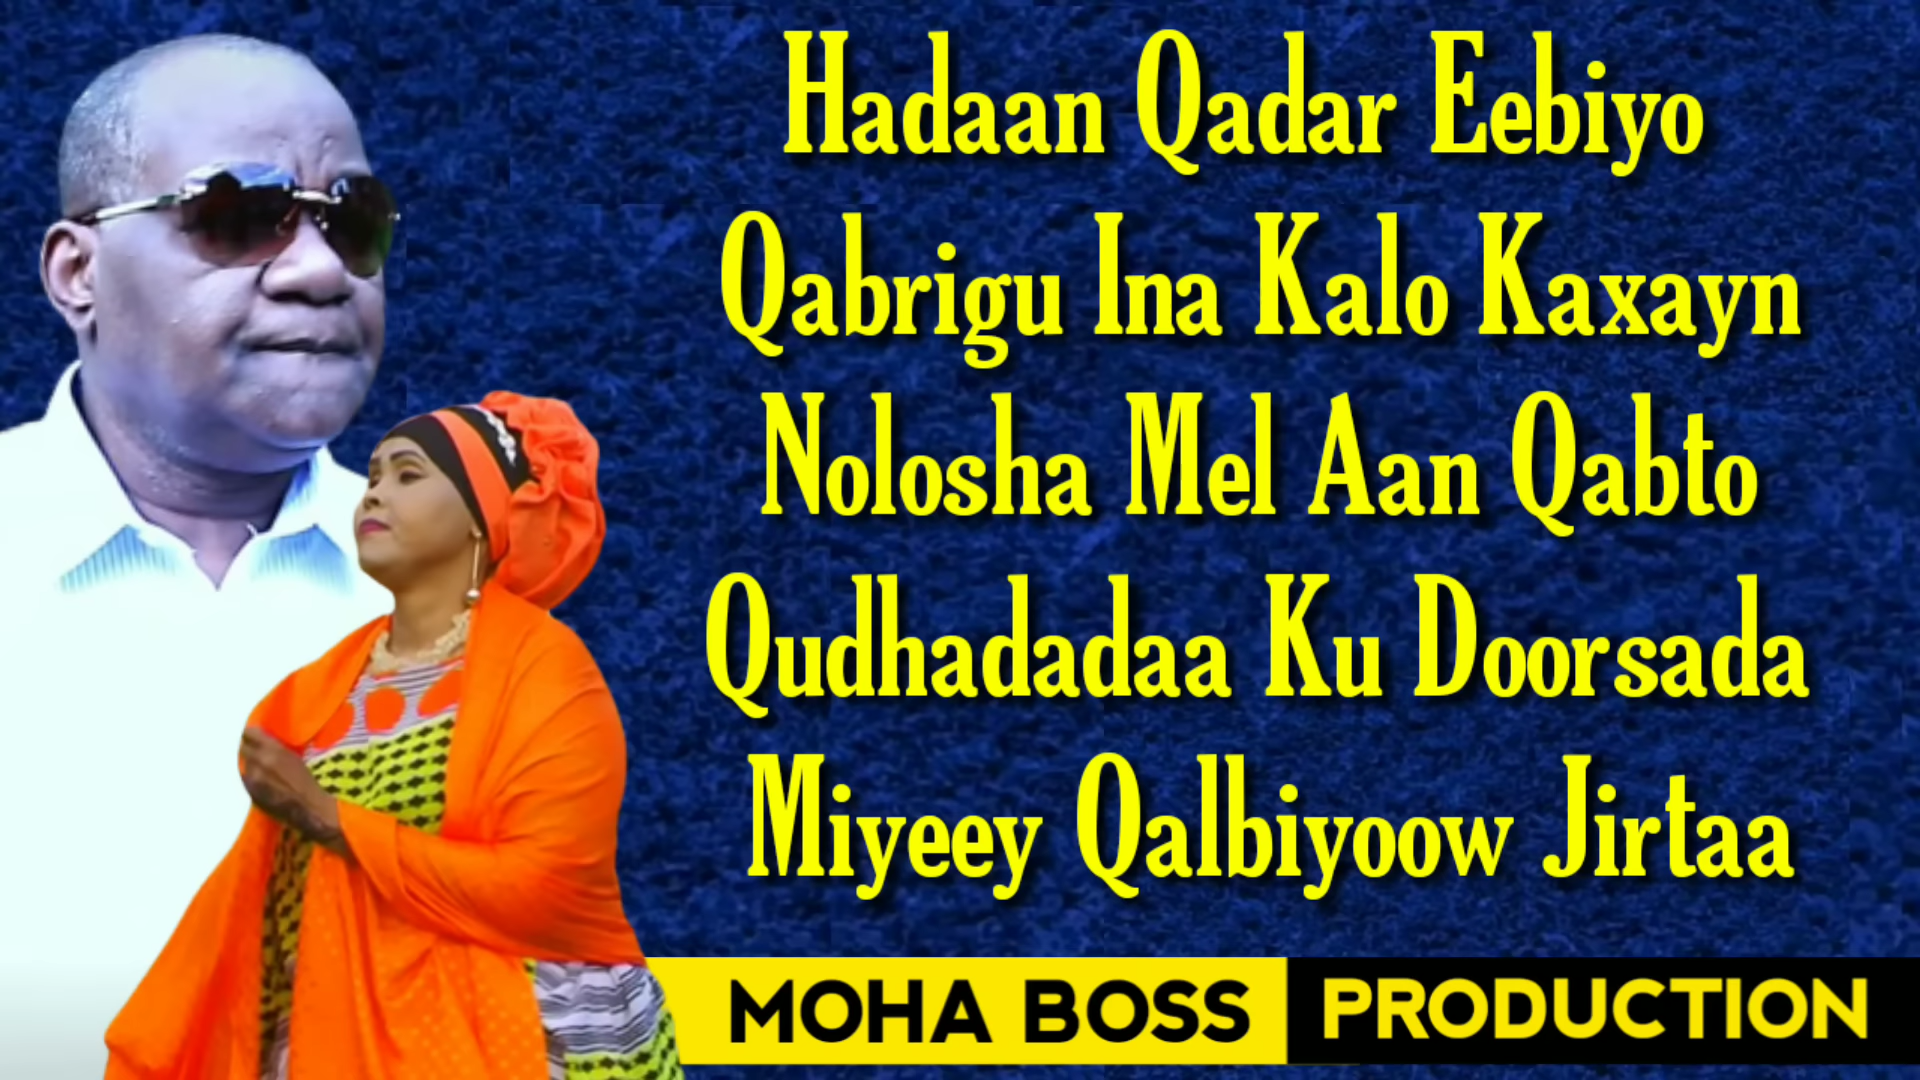 Hadaan Qadar Eebiyo
Qabrigu Ina Kalo Kaxayn
Nolosha Mel Aan Qabto
Qudhadadaa Ku Doorsada
Miyeey Qalbiyoow Jirtaa
MOHA BOSS PRODUCTION